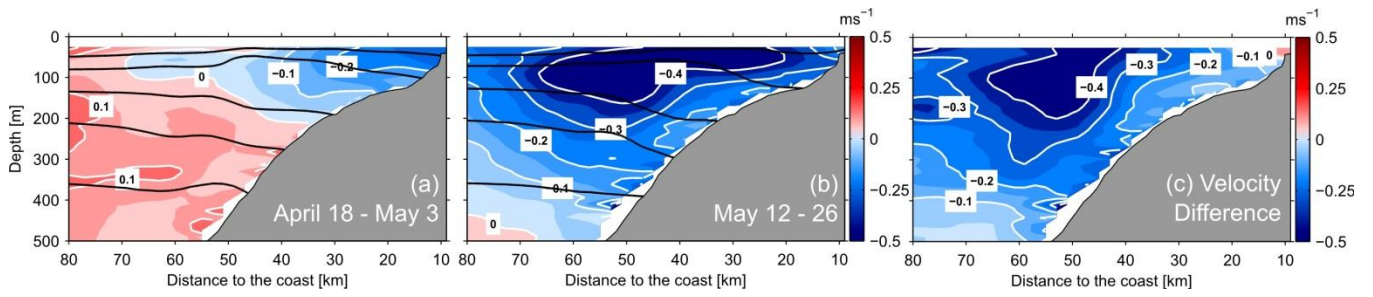 Depth [m]
0
100
200
300
400
500
0.1
0
−0.1
−0.2
0.1
(a)
April 18 - May 3
80 70 60 50 40 30 20 10
Distance to the coast [km]
−0.4
−0.3
−0.2
−0.1
0
(b)
May 12 - 26
80 70 60 50 40 30 20 10
Distance to the coast [km]
ms⁻¹
0.5
0.25
0
−0.25
−0.5
0
−0.1
−0.2
−0.3
−0.4
−0.3
−0.2
−0.1
(c) Velocity
Difference
80 70 60 50 40 30 20 10
Distance to the coast [km]
ms⁻¹
0.5
0.25
0
−0.25
−0.5